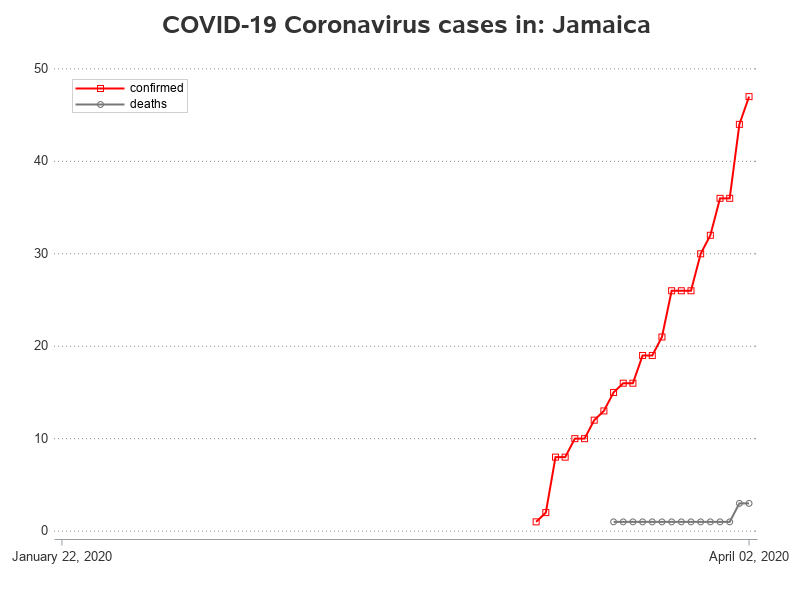 COVID-19 Coronavirus cases in: Jamaica
50
confirmed
deaths
40
30
20
10
0
January 22, 2020
April 02, 2020